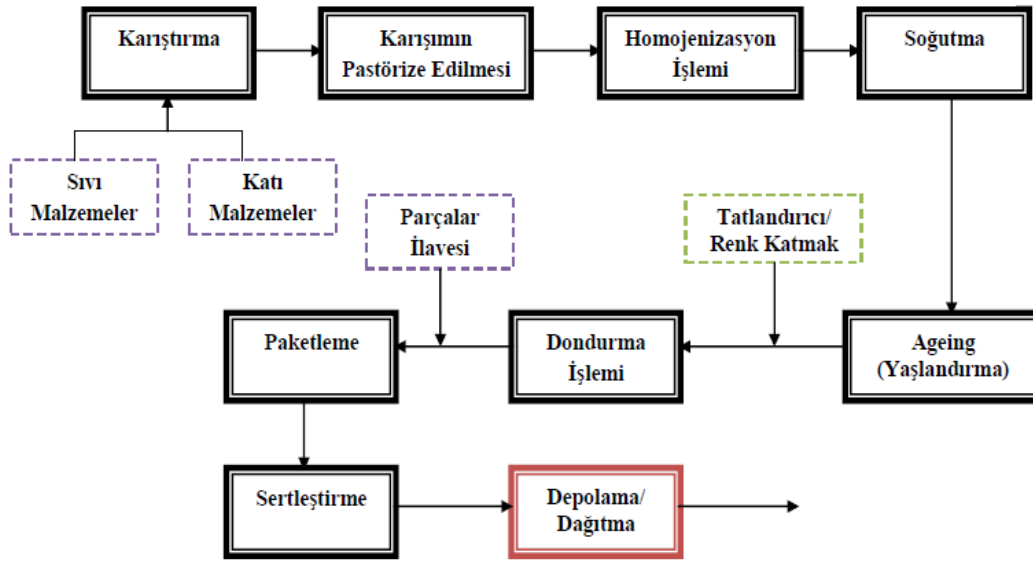 Karıştırma
Karışımın
Pastörize Edilmesi
Homojenizasyon
İşlemi
Soğutma
Sıvı
Malzemeler
Katı
Malzemeler
Parçalar
İlavesi
Tatlandırıcı/
Renk Katmak
Paketleme
Dondurma
İşlemi
Ageing
(Yaşlandırma)
Sertleştirme
Depolama/
Dağıtma